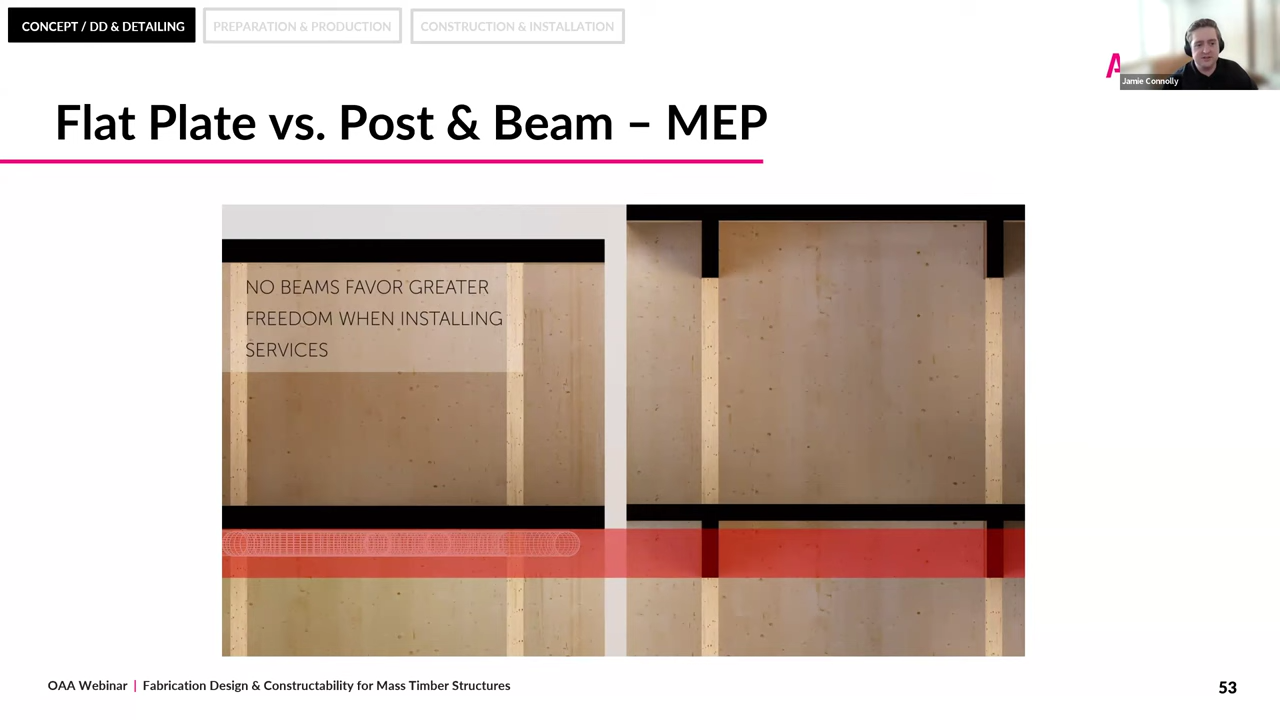 CONCEPT / DD & DETAILING
PREPARATION & PRODUCTION
CONSTRUCTION & INSTALLATION
A
Jamie Connolly
Flat Plate vs. Post & Beam – MEP
NO BEAMS FAVOR GREATER
FREEDOM WHEN INSTALLING
SERVICES
OAA Webinar | Fabrication Design & Constructability for Mass Timber Structures
53